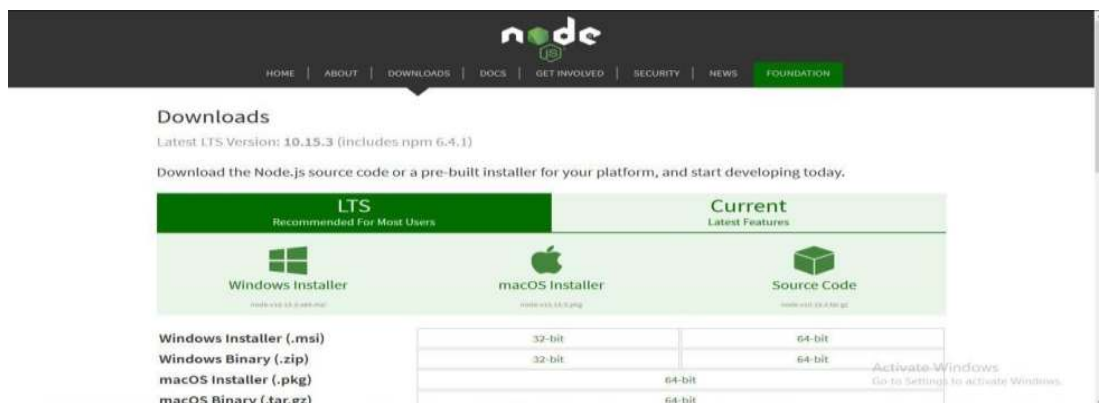 node
JS
HOME | ABOUT | DOWNLOADS | DOCS | GET INVOLVED | SECURITY | NEWS FOUNDATION
Downloads
Latest LTS Version: 10.15.3 (includes npm 6.4.1)
Download the Node.js source code or a pre-built installer for your platform, and start developing today.
LTS Current
Recommended For Most Users Latest Features
Windows Installer macOS Installer Source Code
Windows Installer (.msi) 32-bit 64-bit
Windows Binary (.zip) 32-bit 64-bit
macOS Installer (.pkg) 64-bit
macOS Binary (.tar.gz) 64-bit
Activate Windows
Go to Settings to activate Windows.